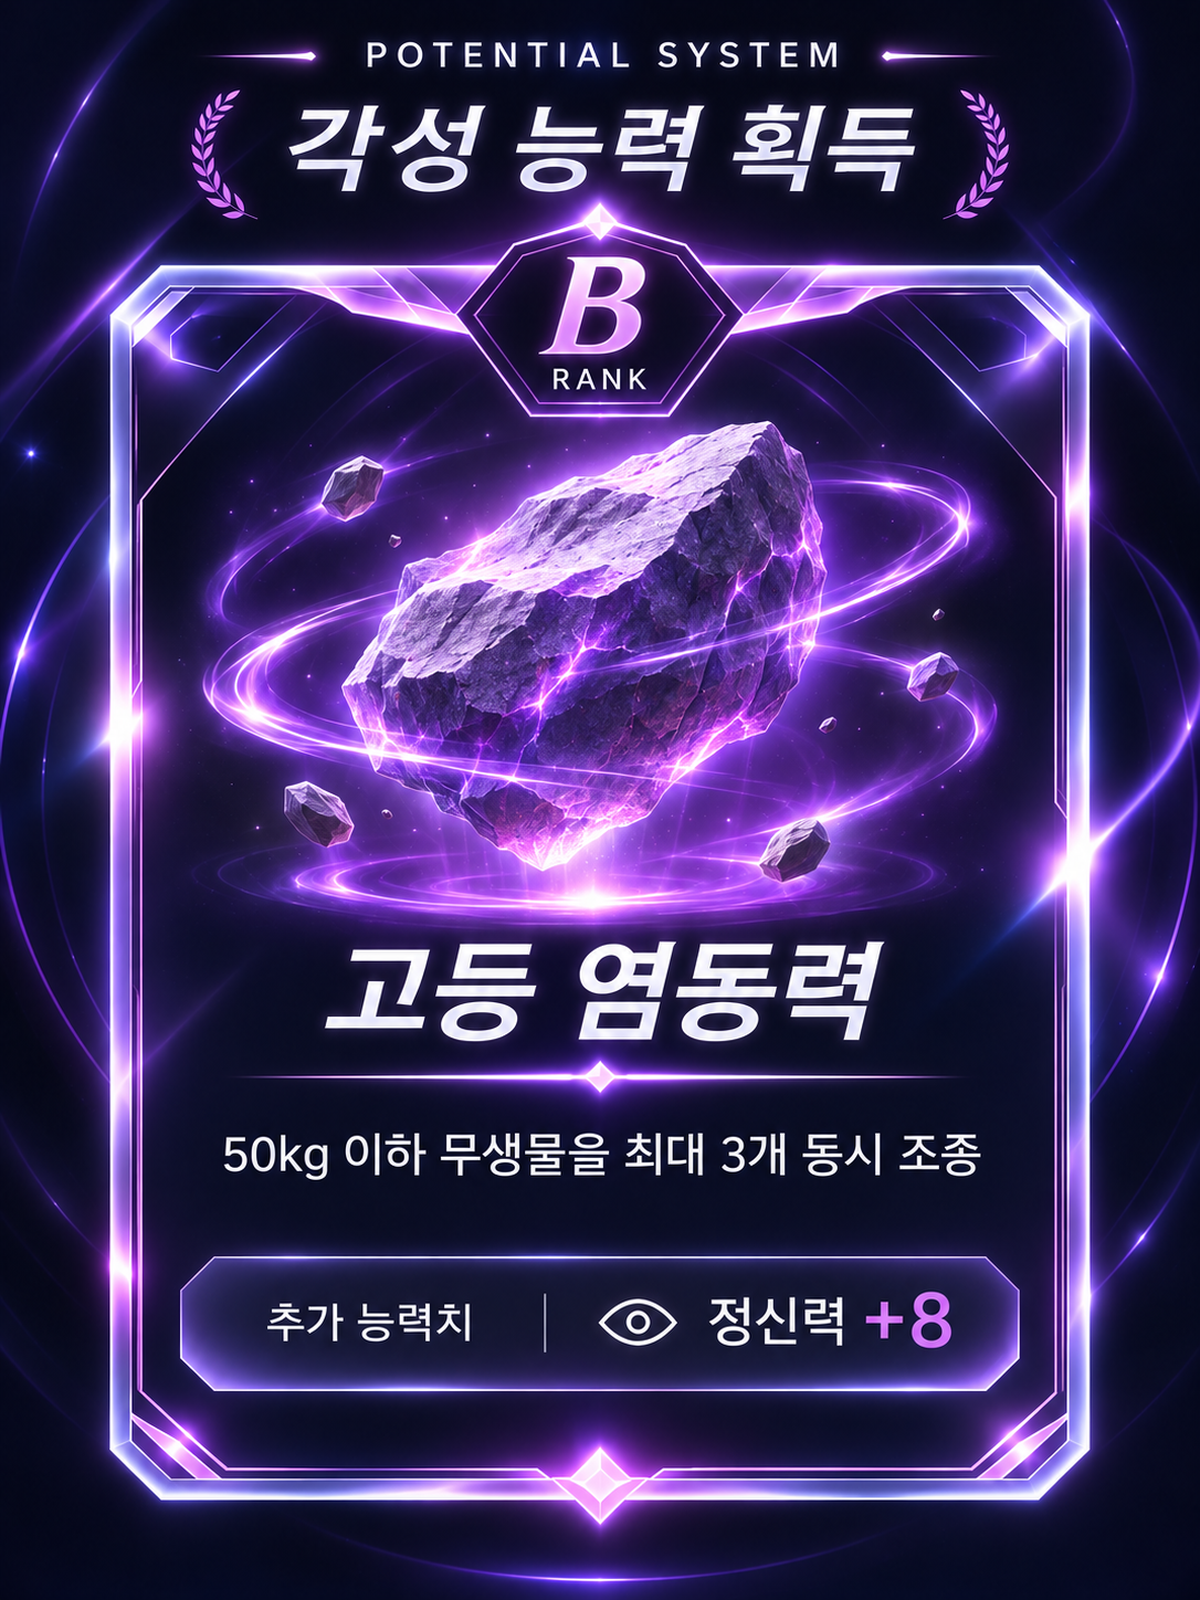 POTENTIAL SYSTEM
각성 능력 획득
B
RANK
고등 염동력
50kg 이하 무생물을 최대 3개 동시 조종
추가 능력치 정신력 +8